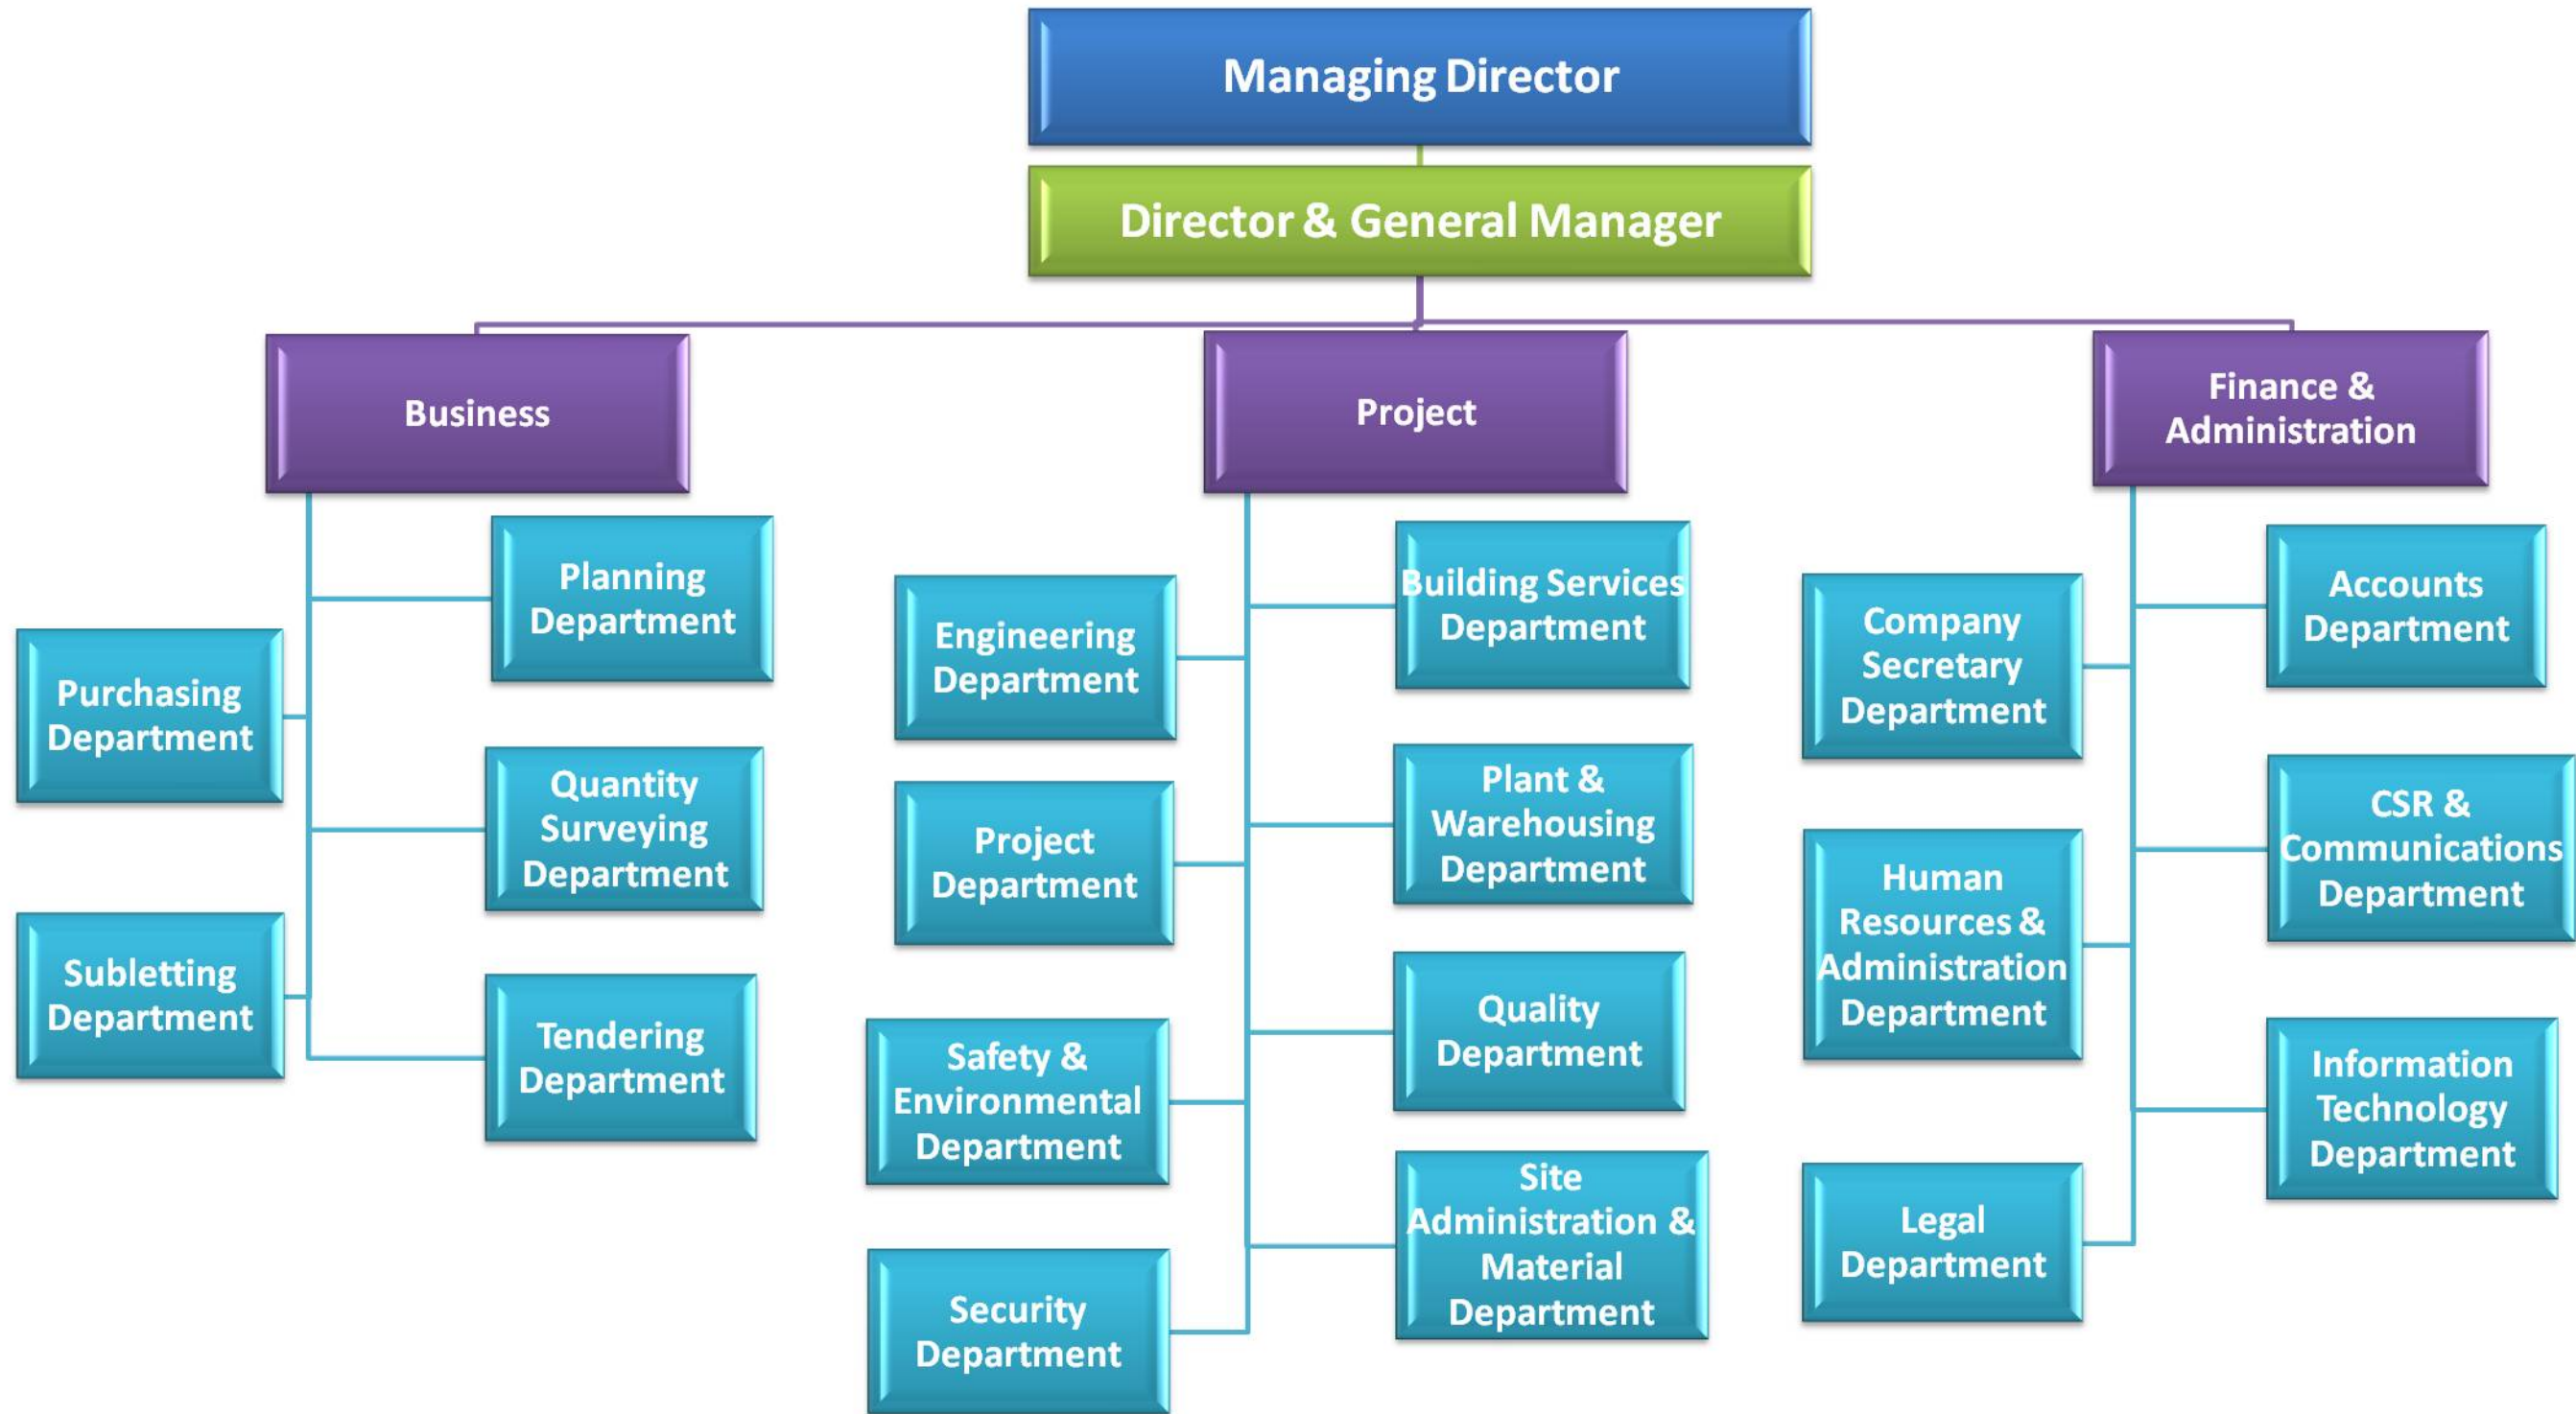 Managing Director
Director & General Manager
Business
Project
Finance &
Administration
Planning
Department
Purchasing
Department
Quantity
Surveying
Department
Subletting
Department
Tendering
Department
Building Services
Department
Engineering
Department
Plant &
Warehousing
Department
Project
Department
Quality
Department
Safety &
Environmental
Department
Site
Administration &
Material
Department
Security
Department
Accounts
Department
Company
Secretary
Department
CSR &
Communications
Department
Human
Resources &
Administration
Department
Information
Technology
Department
Legal
Department